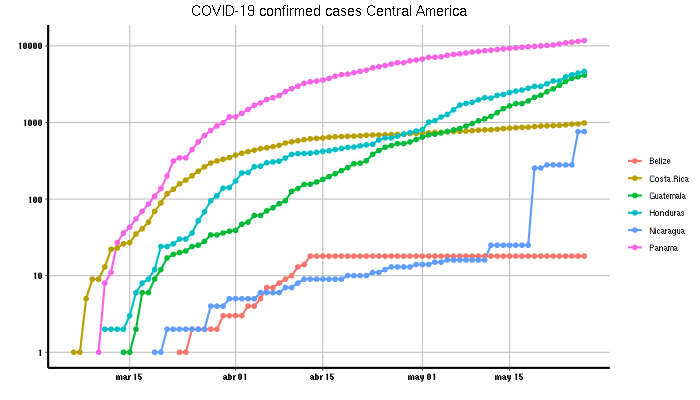 COVID-19 confirmed cases Central America
10000
1000
100
10
1
mar 15
abr 01
abr 15
may 01
may 15
Belize
Costa.Rica
Guatemala
Honduras
Nicaragua
Panama